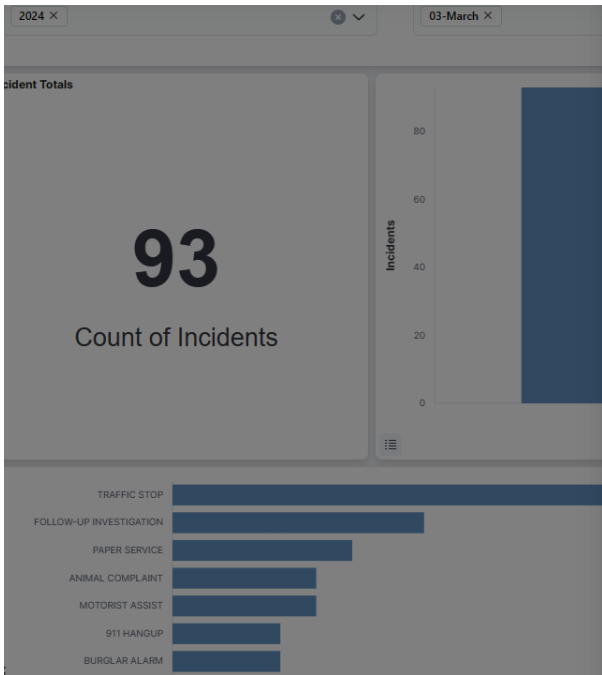 2024 ×
03-March ×
cident Totals
93
Count of Incidents
Incidents
80
60
40
20
0
TRAFFIC STOP
FOLLOW-UP INVESTIGATION
PAPER SERVICE
ANIMAL COMPLAINT
MOTORIST ASSIST
911 HANGUP
BURGLAR ALARM